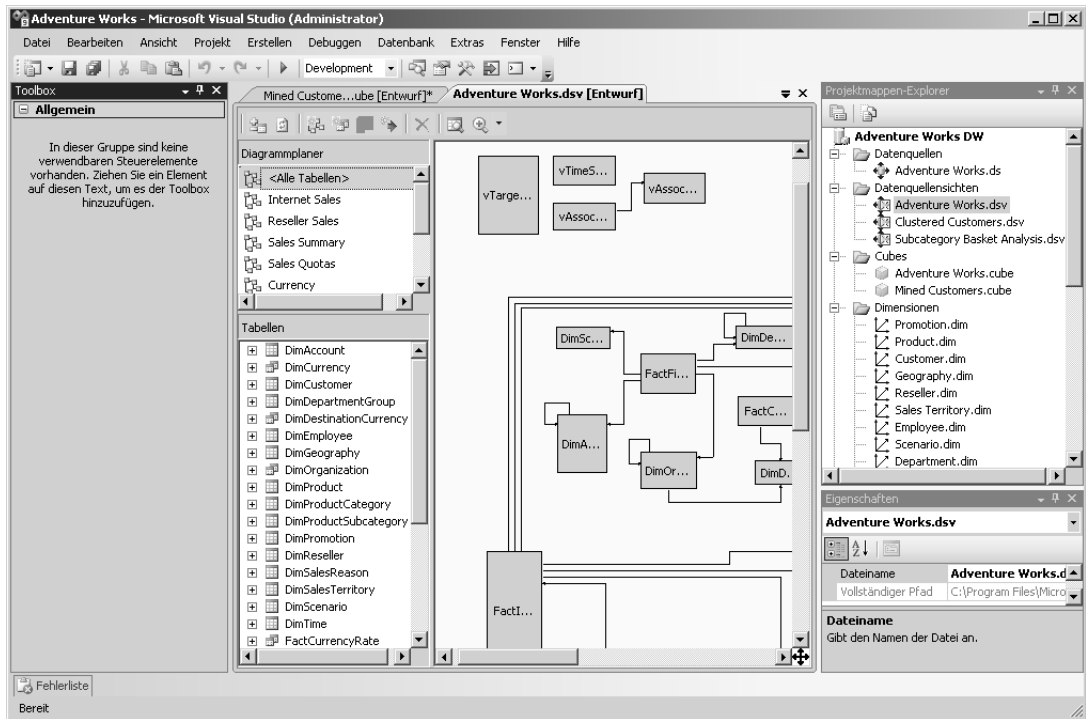 Adventure Works - Microsoft Visual Studio (Administrator)
Datei Bearbeiten Ansicht Projekt Erstellen Debuggen Datenbank Extras Fenster Hilfe
Development
Toolbox
Allgemein
In dieser Gruppe sind keine
verwendbaren Steuerelemente
vorhanden. Ziehen Sie ein Element
auf diesen Text, um es der Toolbox
hinzuzufügen.
Mined Custome...ube [Entwurf]* Adventure Works.dsv [Entwurf]
Diagrammplaner
<Alle Tabellen>
Internet Sales
Reseller Sales
Sales Summary
Sales Quotas
Currency
Tabellen
DimAccount
DimCurrency
DimCustomer
DimDepartmentGroup
DimDestinationCurrency
DimEmployee
DimGeography
DimOrganization
DimProduct
DimProductCategory
DimProductSubcategory
DimPromotion
DimReseller
DimSalesReason
DimSalesTerritory
DimScenario
DimTime
FactCurrencyRate
vTarge...
vTimeS...
vAssoc...
vAssoc...
DimSc...
DimDe...
FactFi...
FactC...
DimA...
DimOr...
DimD.
FactI...
Projektmappen-Explorer
Adventure Works DW
Datenquellen
Adventure Works.ds
Datenquellensichten
Adventure Works.dsv
Clustered Customers.dsv
Subcategory Basket Analysis.dsv
Cubes
Adventure Works.cube
Mined Customers.cube
Dimensionen
Promotion.dim
Product.dim
Customer.dim
Geography.dim
Reseller.dim
Sales Territory.dim
Employee.dim
Scenario.dim
Department.dim
Eigenschaften
Adventure Works.dsv
Dateiname Adventure Works.d
Vollständiger Pfad C:\Program Files\Micro
Dateiname
Gibt den Namen der Datei an.
Fehlerliste
Bereit